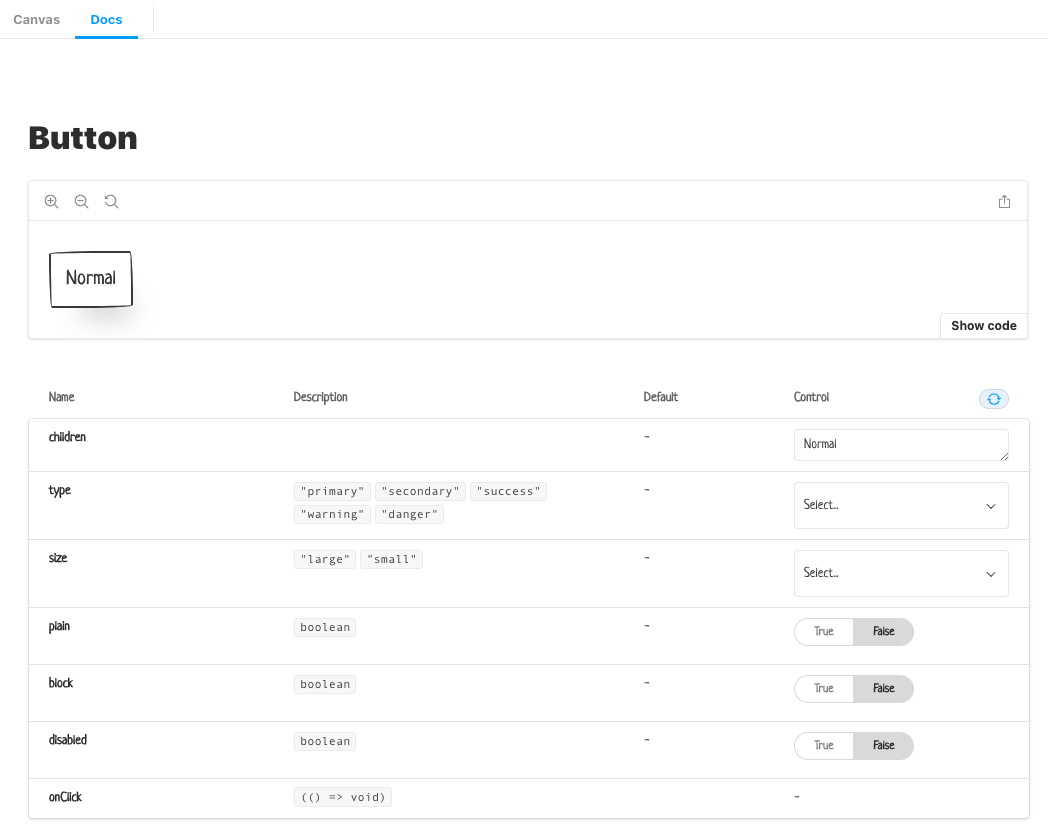 Canvas Docs
Button
Normal
Show code
Name Description Default Control
children - Normal
type "primary" "secondary" "success" - Select...
"warning" "danger"
size "large" "small" - Select...
plain boolean - True False
block boolean - True False
disabled boolean - True False
onClick (() => void) -